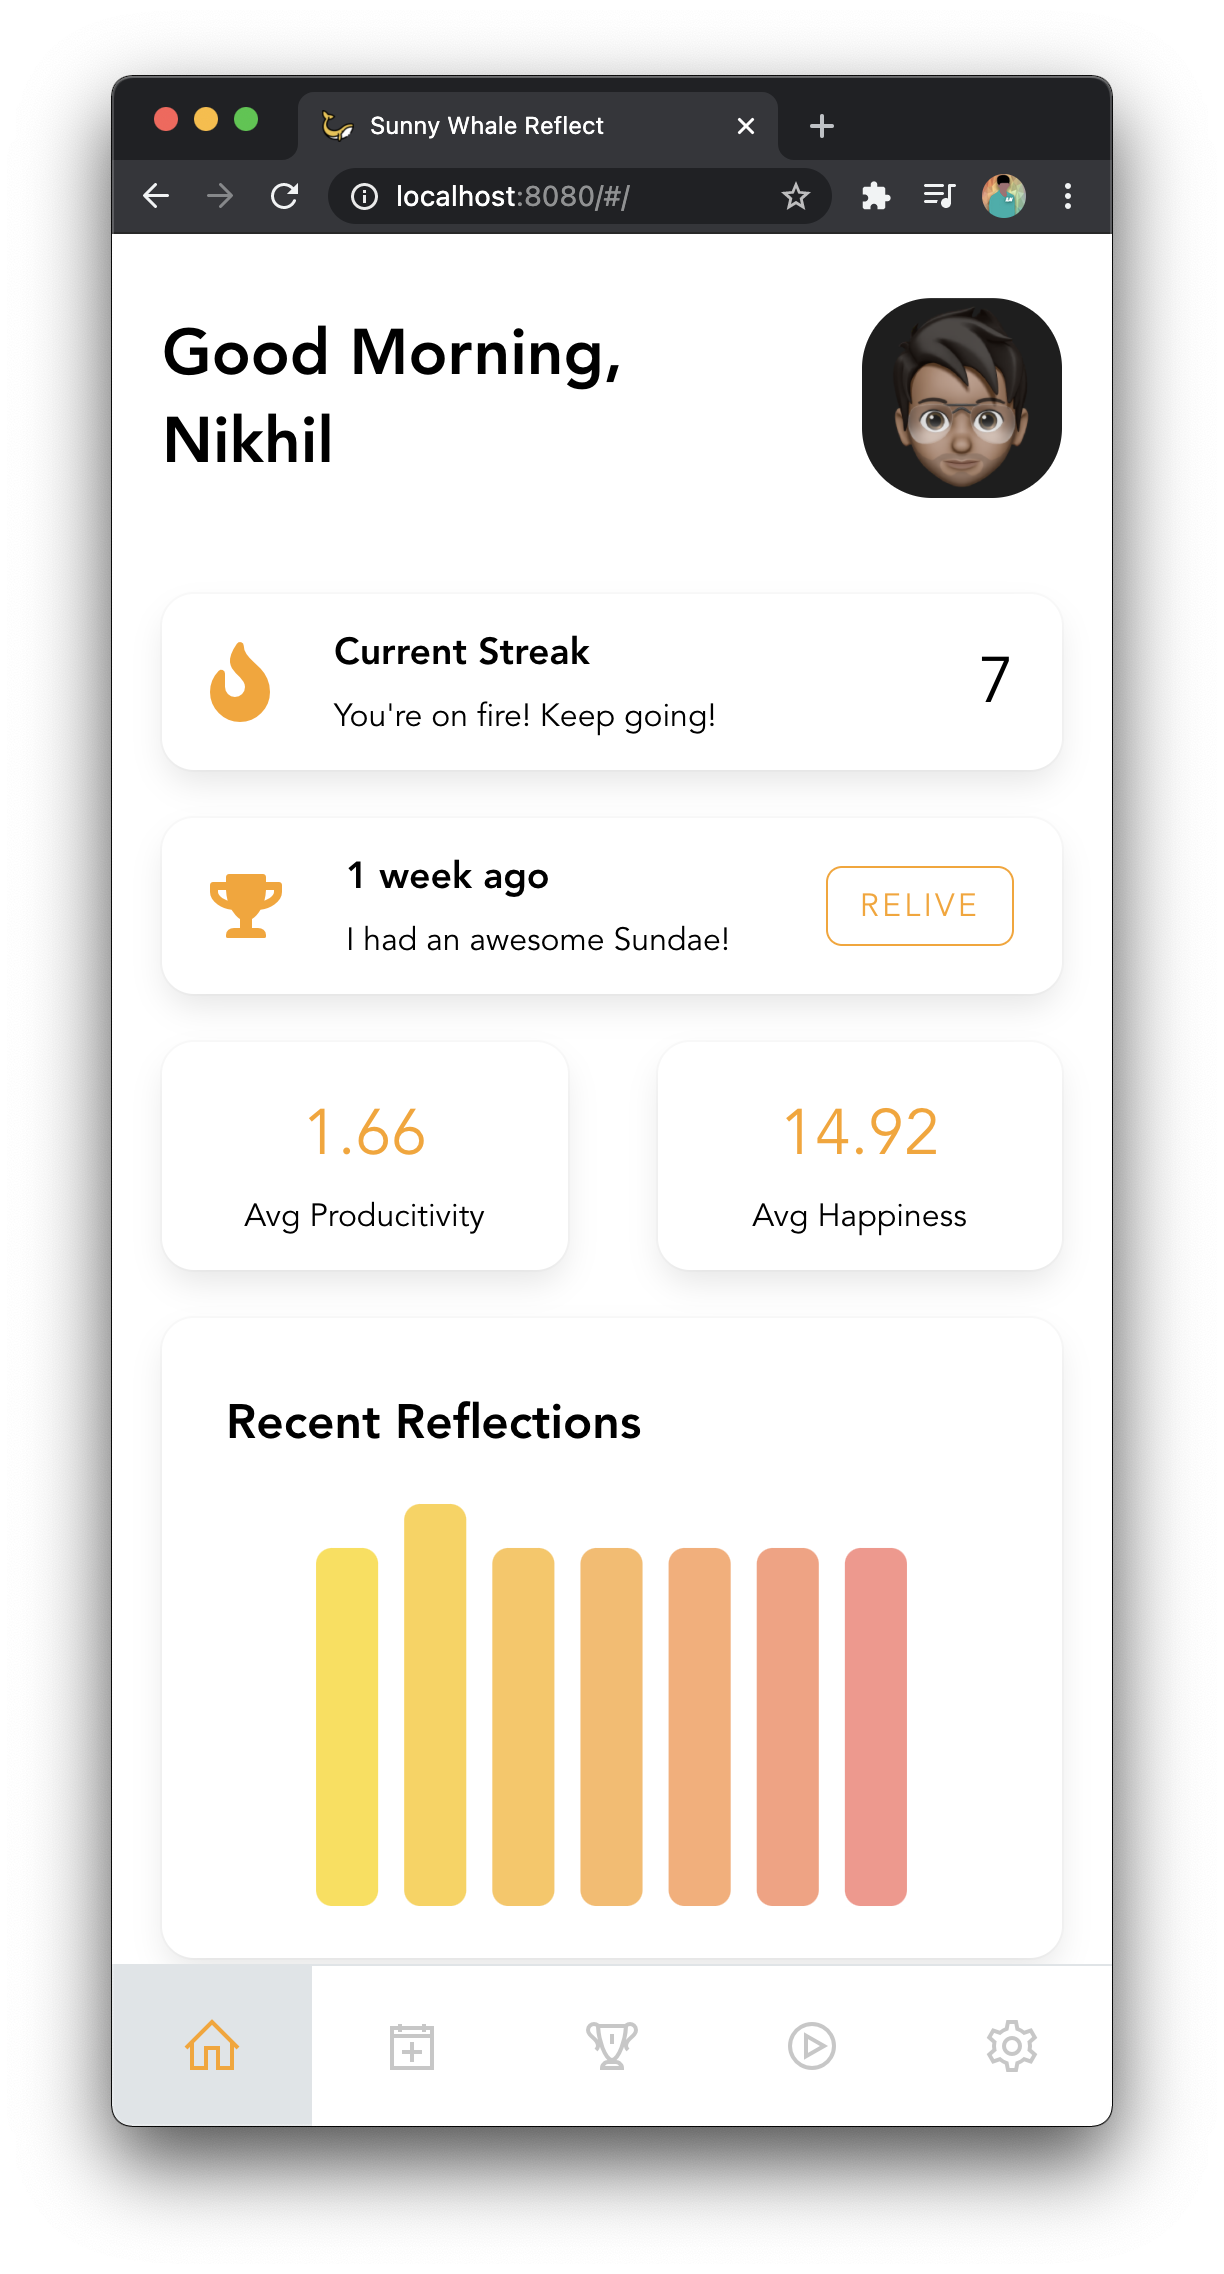 Sunny Whale Reflect
localhost:8080/#/
Good Morning,
Nikhil
Current Streak
You're on fire! Keep going!
7
1 week ago
I had an awesome Sundae!
RELIVE
1.66
Avg Producitivity
14.92
Avg Happiness
Recent Reflections